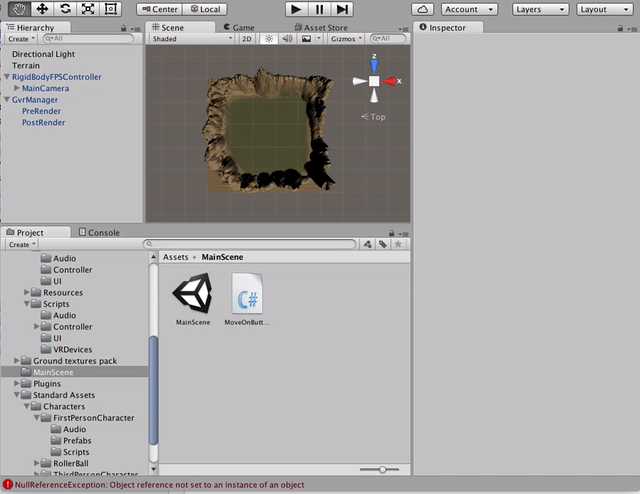 Center Local
Account Layers Layout
Hierarchy
Create All
Directional Light
Terrain
RigidBodyFPSController
MainCamera
GvrManager
PreRender
PostRender
Scene Game Asset Store
Shaded 2D Gizmos All
z
x
Top
Inspector
Project Console
Create
Audio
Controller
UI
Resources
Scripts
Audio
Controller
UI
VRDevices
Ground textures pack
MainScene
Plugins
Standard Assets
Characters
FirstPersonCharacter
Audio
Prefabs
Scripts
RollerBall
ThirdPersonCharacter
Assets MainScene
C#
MainScene MoveOnButt...
NullReferenceException: Object reference not set to an instance of an object